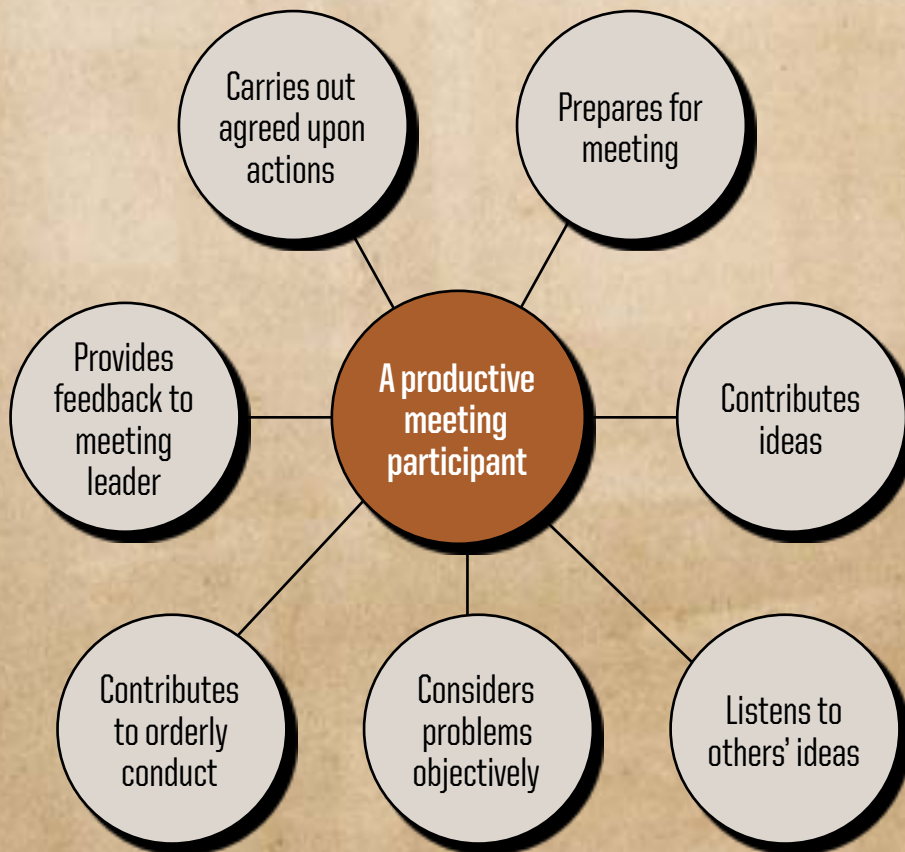 Carries out
agreed upon
actions
Prepares for
meeting
Provides
feedback to
meeting
leader
A productive
meeting
participant
Contributes
ideas
Contributes
to orderly
conduct
Considers
problems
objectively
Listens to
others’ ideas